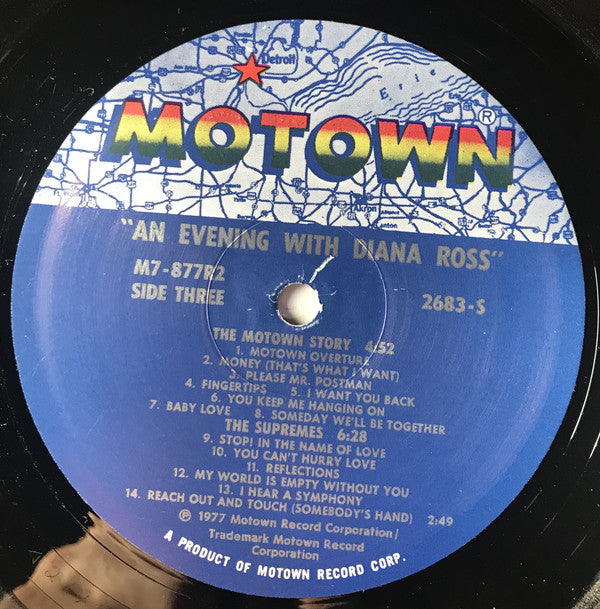 Detroit
Erie
MOTOWN®
Akron
Canton
"AN EVENING WITH DIANA ROSS"
M7-877R2
SIDE THREE 2683-S
THE MOTOWN STORY 4:52
1. MOTOWN OVERTURE
2. MONEY (THAT'S WHAT I WANT)
3. PLEASE MR. POSTMAN
4. FINGERTIPS 5. I WANT YOU BACK
6. YOU KEEP ME HANGING ON
7. BABY LOVE 8. SOMEDAY WE'LL BE TOGETHER
THE SUPREMES 6:28
9. STOP! IN THE NAME OF LOVE
10. YOU CAN'T HURRY LOVE
11. REFLECTIONS
12. MY WORLD IS EMPTY WITHOUT YOU
13. I HEAR A SYMPHONY
14. REACH OUT AND TOUCH (SOMEBODY'S HAND) 2:49
℗ 1977 Motown Record Corporation/
Trademark Motown Record
Corporation
A PRODUCT OF MOTOWN RECORD CORP.